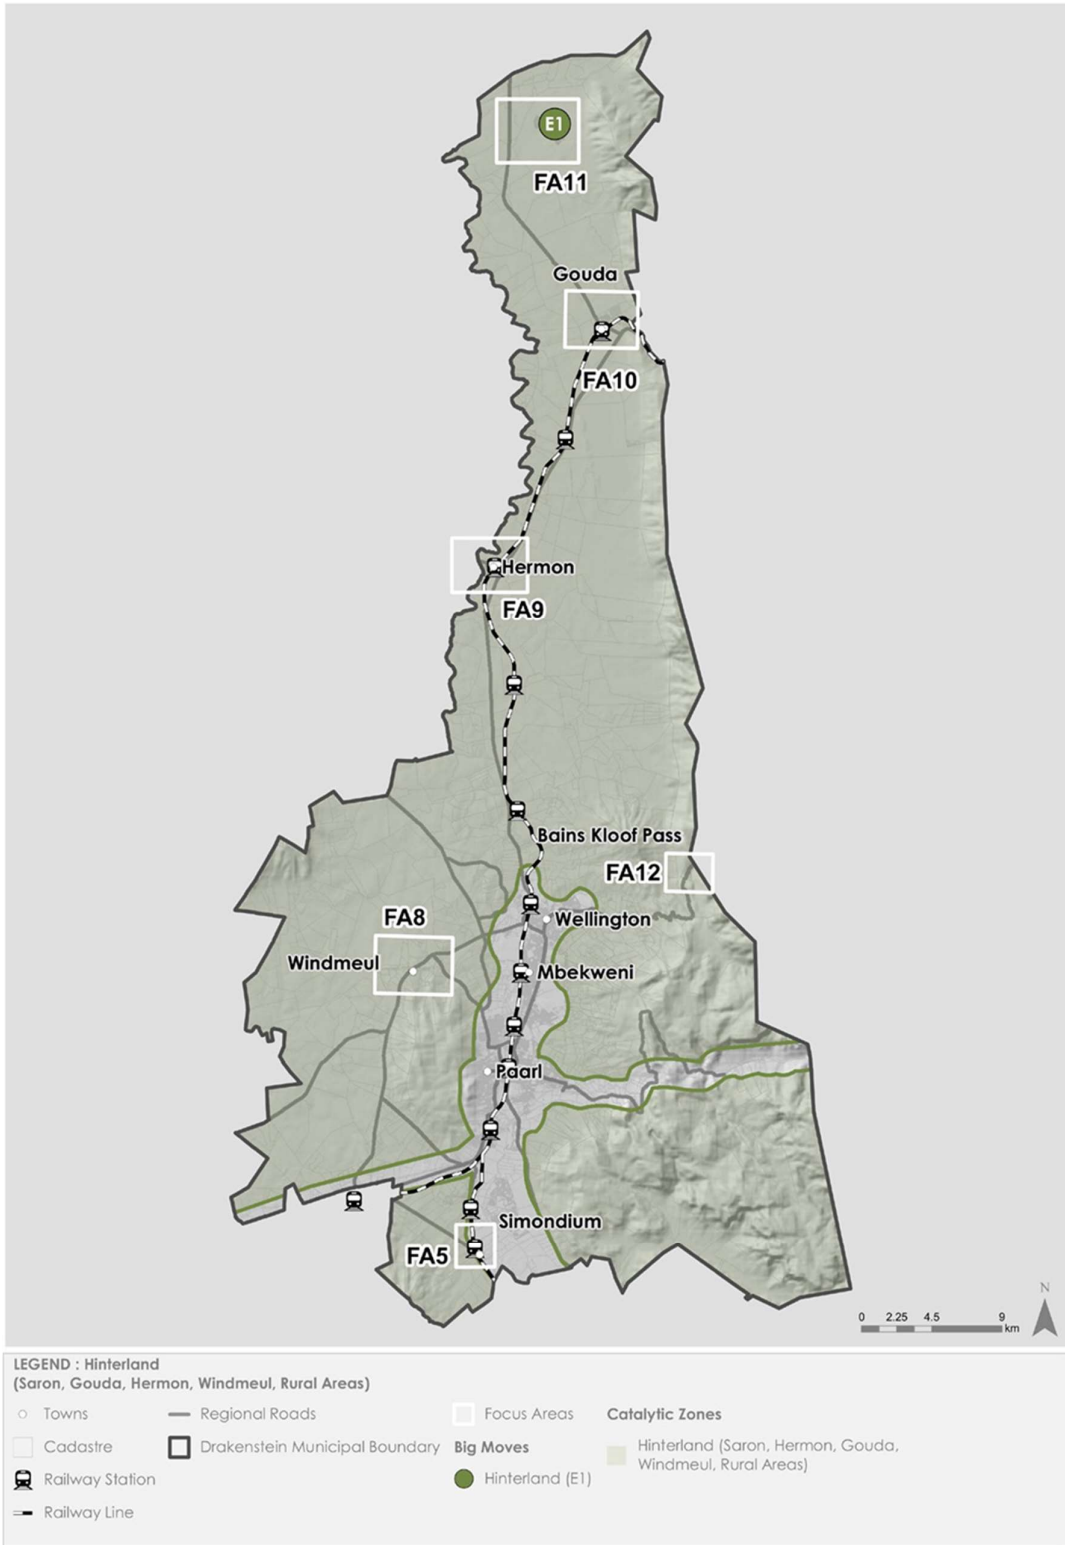 E1
FA11
Gouda
FA10
Hermon
FA9
Bains Kloof Pass
FA12
FA8
Wellington
Windmeul
Mbekweni
Paarl
Simondium
FA5
N
0 2.25 4.5 9
km
LEGEND : Hinterland
(Saron, Gouda, Hermon, Windmeul, Rural Areas)
Towns
Regional Roads
Focus Areas
Catalytic Zones
Cadastre
Drakenstein Municipal Boundary
Big Moves
Hinterland (Saron, Hermon, Gouda,
Windmeul, Rural Areas)
Railway Station
Hinterland (E1)
Railway Line